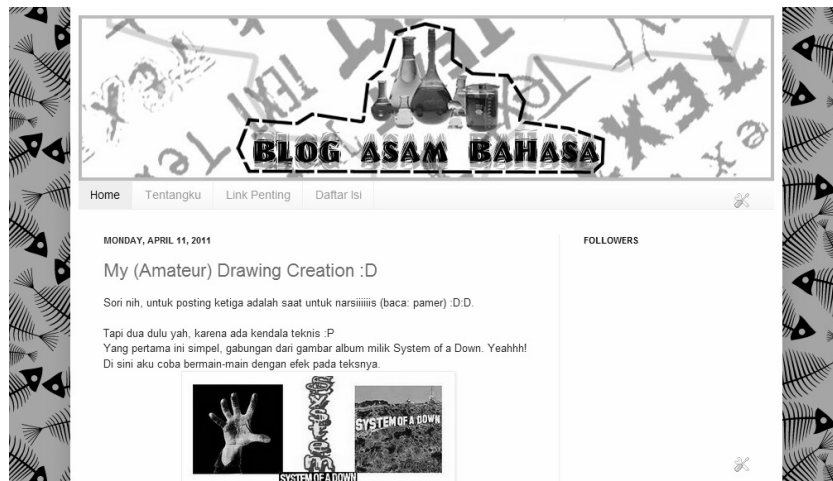 TEXT
TEXT
BLOG ASAM BAHASA
Home Tentangku Link Penting Daftar Isi
MONDAY, APRIL 11, 2011
FOLLOWERS
My (Amateur) Drawing Creation :D
Sori nih, untuk posting ketiga adalah saat untuk narsiiiiiis (baca: pamer) :D:D.
Tapi dua dulu yah, karena ada kendala teknis :P
Yang pertama ini simpel, gabungan dari gambar album milik System of a Down. Yeahhh!
Di sini aku coba bermain-main dengan efek pada teksnya.
SYSTEM OF A DOWN
SYSTEM OF A DOWN